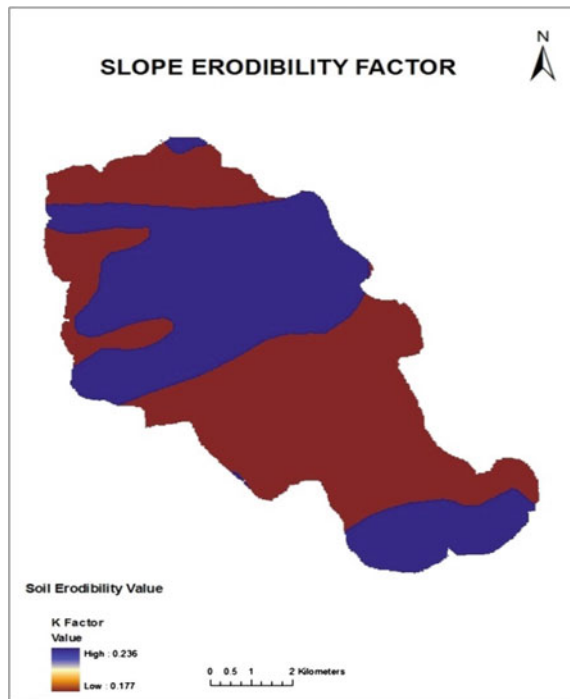 N
SLOPE ERODIBILITY FACTOR
Soil Erodibility Value
K Factor
Value
High : 0.236
Low : 0.177
0 0.5 1 2 Kilometers